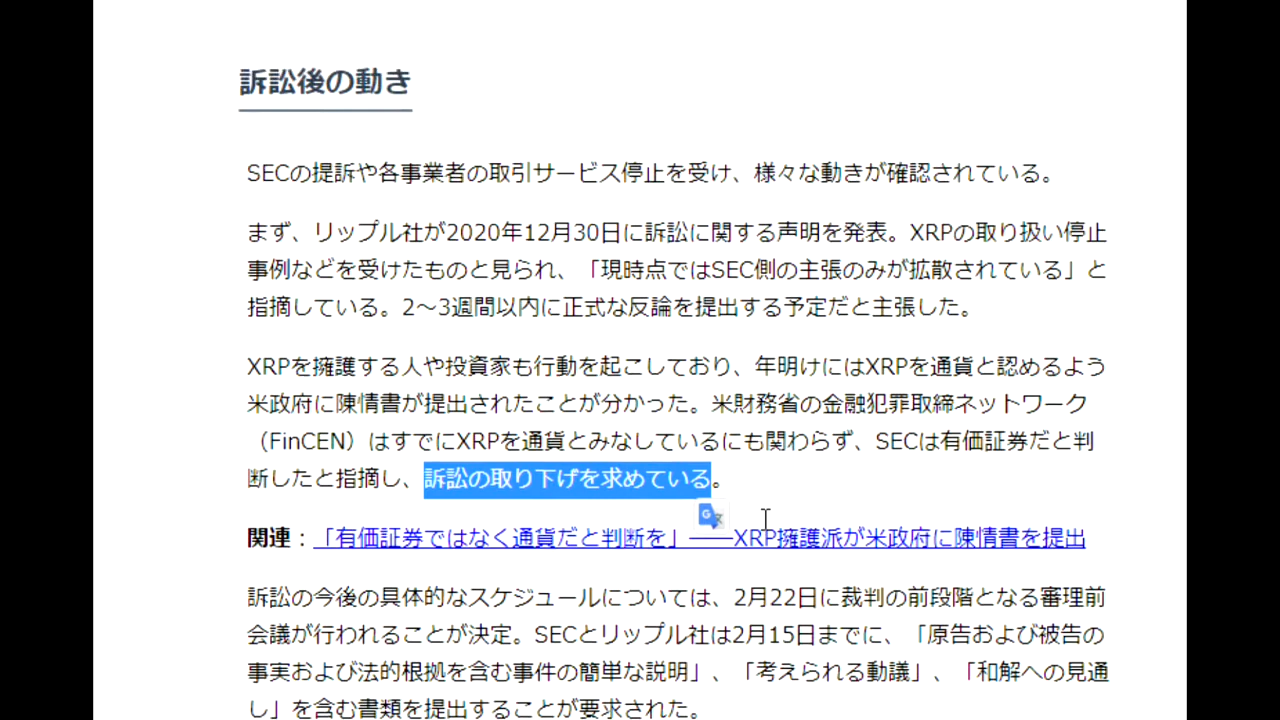 訴訟後の動き
SECの提訴や各事業者の取引サービス停止を受け、様々な動きが確認されている。
まず、リップル社が2020年12月30日に訴訟に関する声明を発表。XRPの取り扱い停止
事例などを受けたものと見られ、「現時点ではSEC側の主張のみが拡散されている」と
指摘している。2～3週間以内に正式な反論を提出する予定だと主張した。
XRPを擁護する人や投資家も行動を起こしており、年明けにはXRPを通貨と認めるよう
米政府に陳情書が提出されたことが分かった。米財務省の金融犯罪取締ネットワーク
（FinCEN）はすでにXRPを通貨とみなしているにも関わらず、SECは有価証券だと判
断したと指摘し、訴訟の取り下げを求めている。
関連：「有価証券ではなく通貨だと判断を」──XRP擁護派が米政府に陳情書を提出
訴訟の今後の具体的なスケジュールについては、2月22日に裁判の前段階となる審理前
会議が行われることが決定。SECとリップル社は2月15日までに、「原告および被告の
事実および法的根拠を含む事件の簡単な説明」、「考えられる動議」、「和解への見通
し」を含む書類を提出することが要求された。